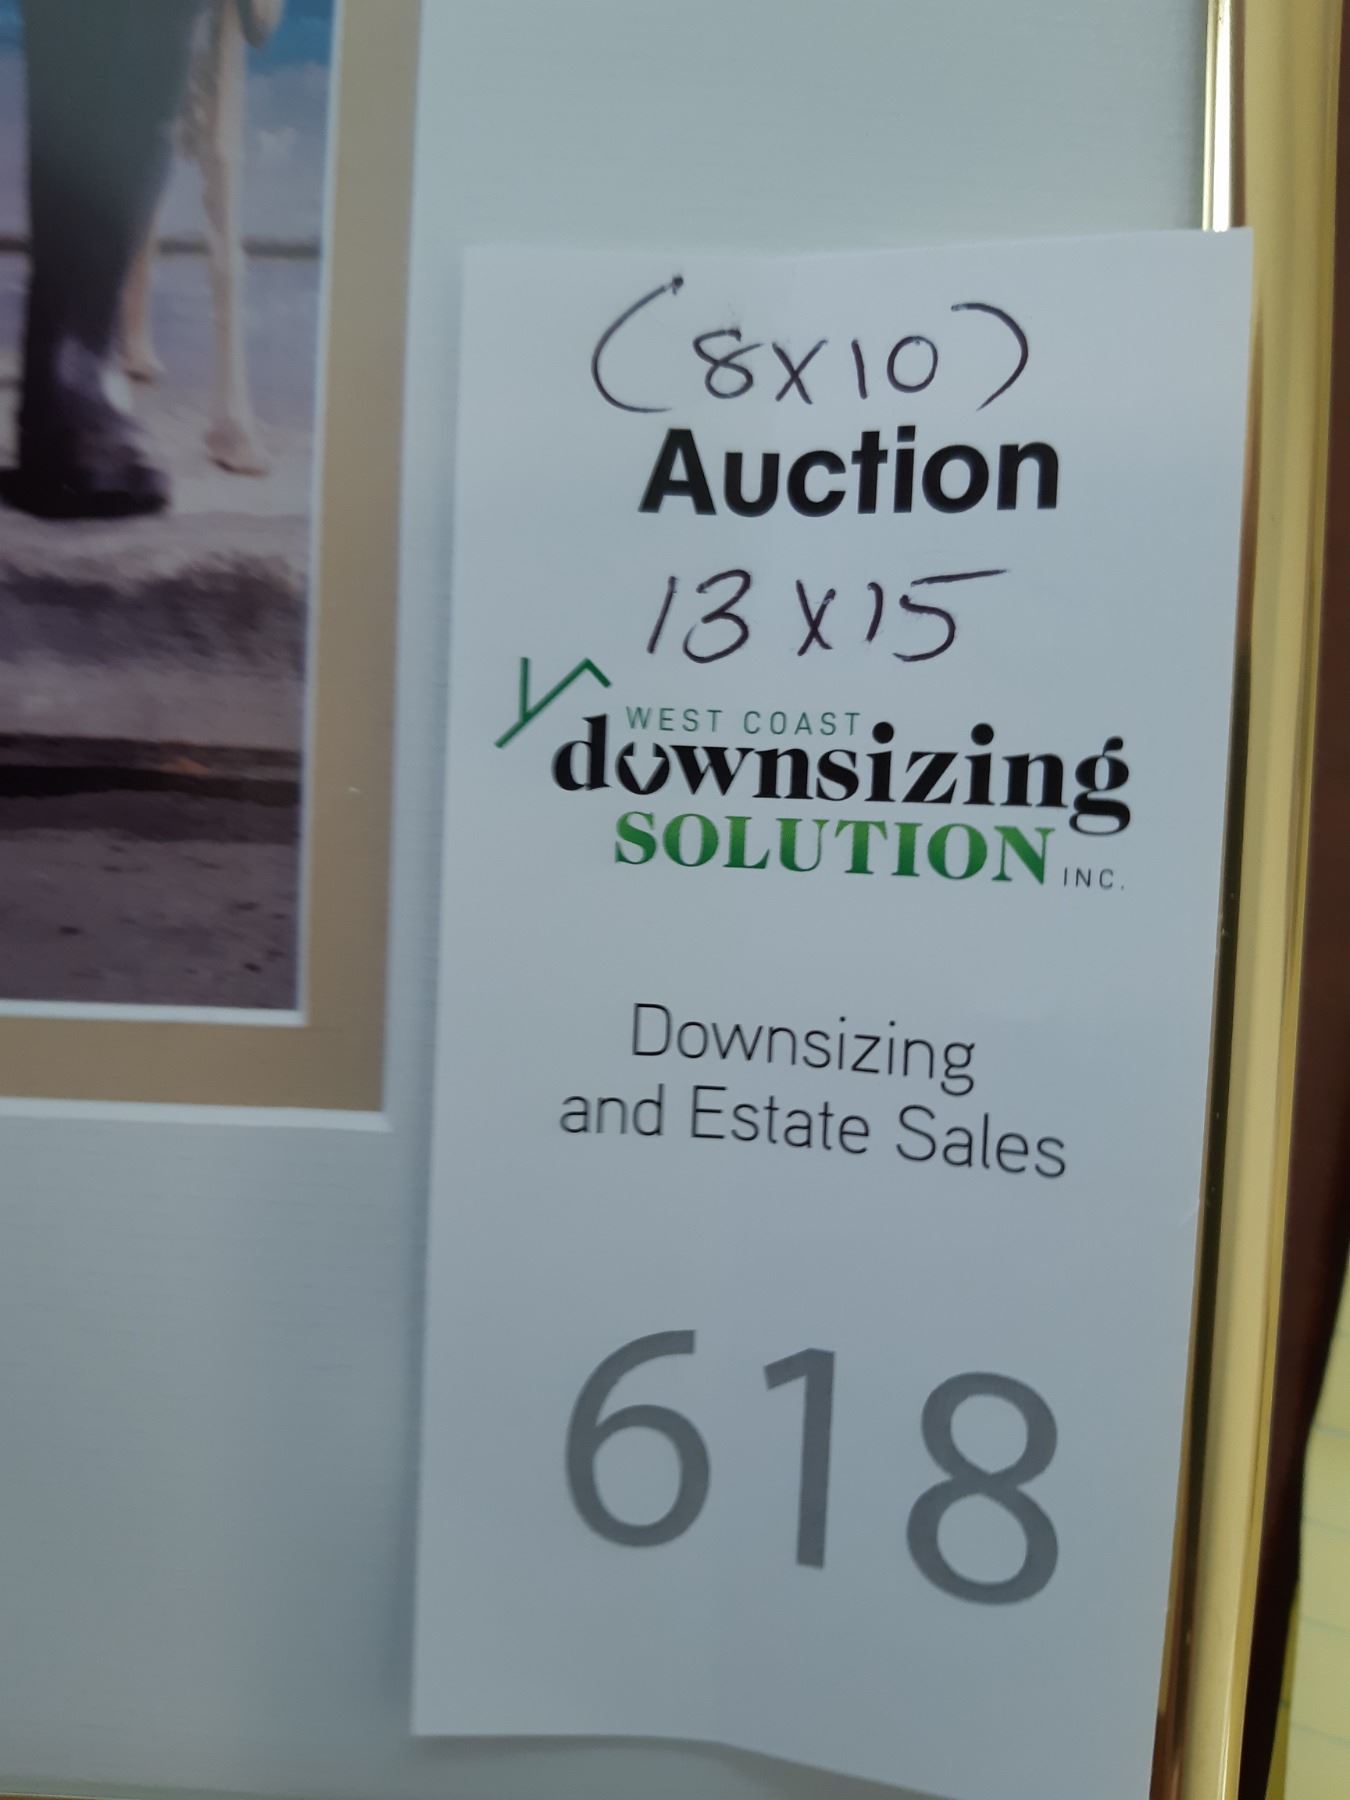 (8X10)
Auction
13 X 15
WEST COAST
downsizing
SOLUTION INC.
Downsizing
and Estate Sales
618